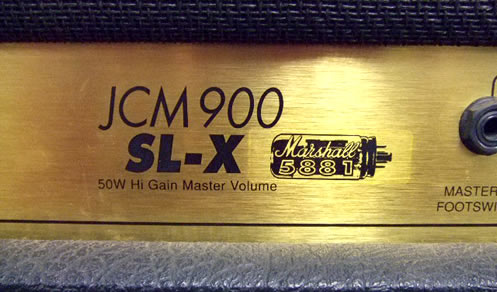 JCM 900
SL-X
50W Hi Gain Master Volume
Marshall
5881
MASTER
FOOTSWI